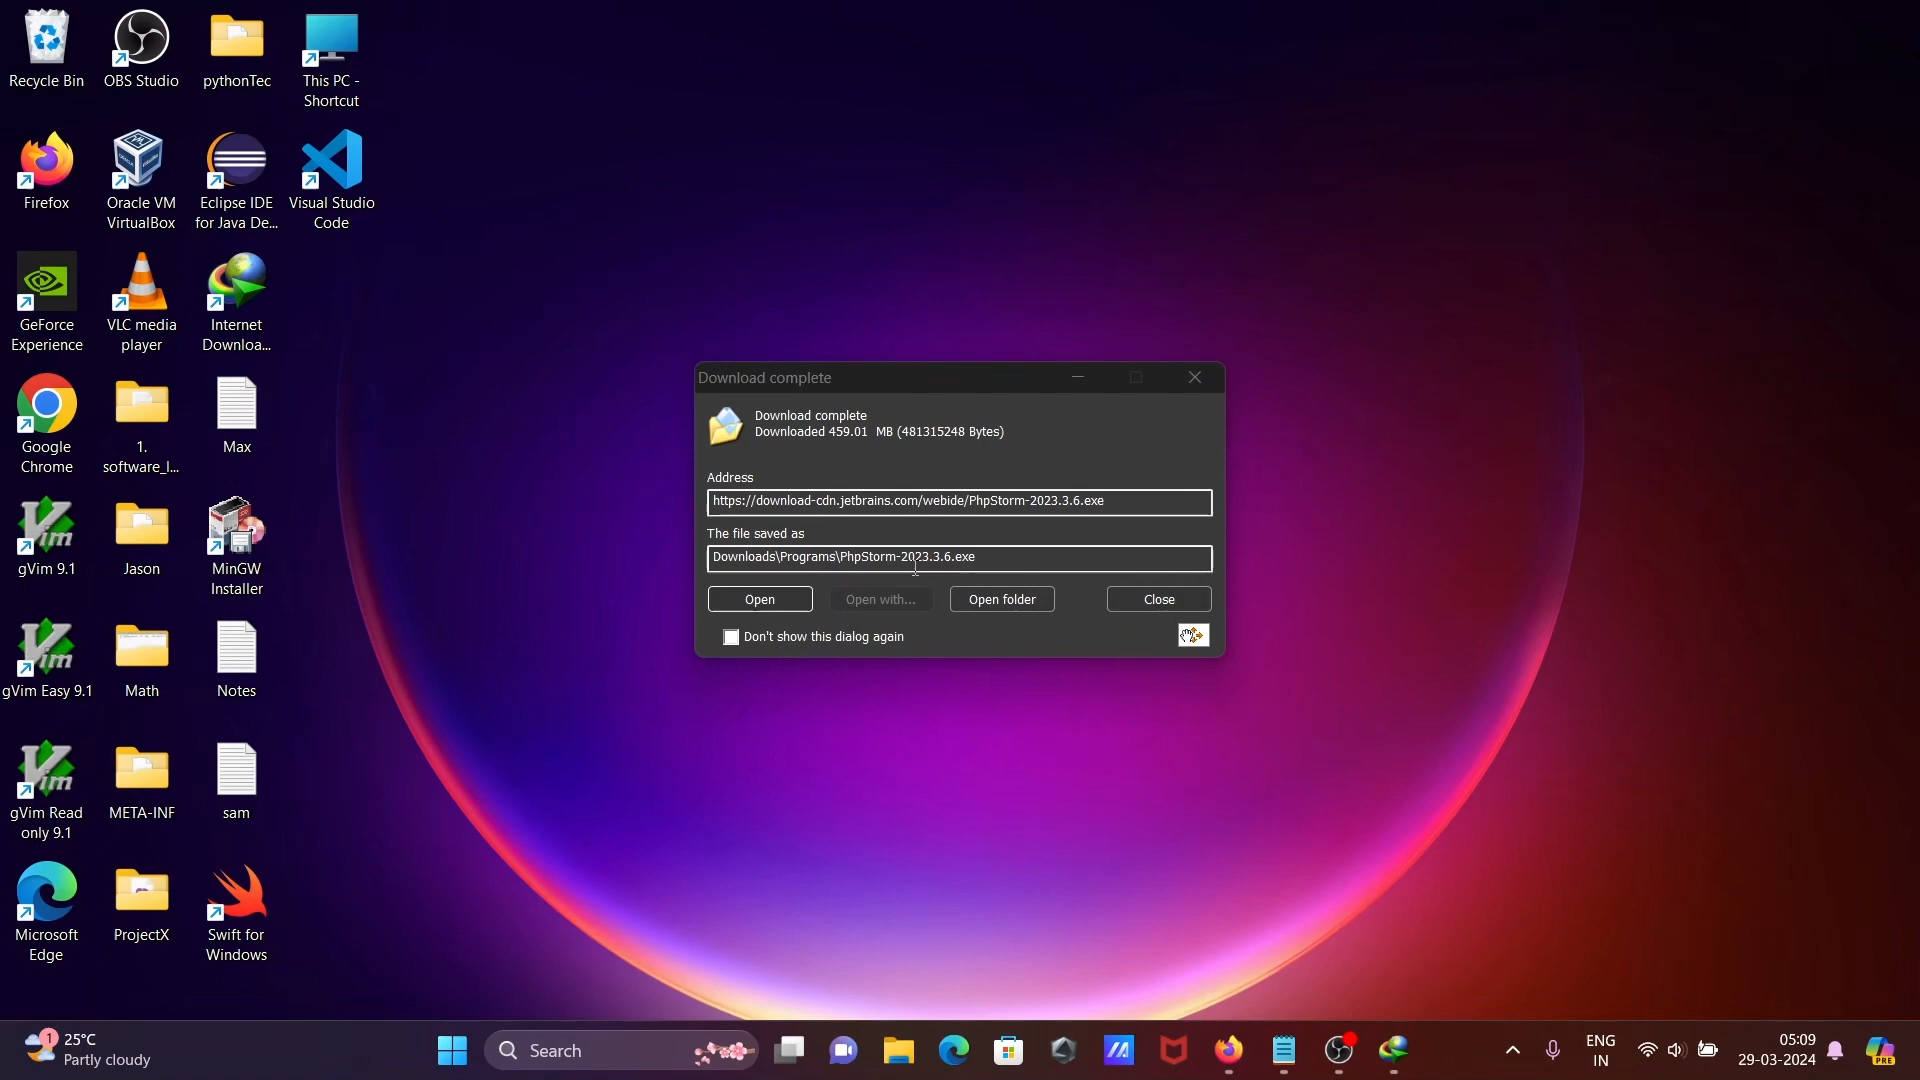 Recycle Bin
OBS Studio
pythonTec
This PC -
Shortcut
Firefox
Oracle VM
VirtualBox
Eclipse IDE
for Java De...
Visual Studio
Code
GeForce
Experience
VLC media
player
Internet
Downloa...
Google
Chrome
1.
software_l...
Max
gVim 9.1
Jason
MinGW
Installer
gVim Easy 9.1
Math
Notes
gVim Read
only 9.1
META-INF
sam
Microsoft
Edge
ProjectX
Swift for
Windows
Download complete
Download complete
Downloaded 459.01 MB (481315248 Bytes)
Address
https://download-cdn.jetbrains.com/webide/PhpStorm-2023.3.6.exe
The file saved as
Downloads\Programs\PhpStorm-2023.3.6.exe
Open
Open with...
Open folder
Close
Don't show this dialog again
1
25°C
Partly cloudy
Search
ENG
IN
05:09
29-03-2024
PRE